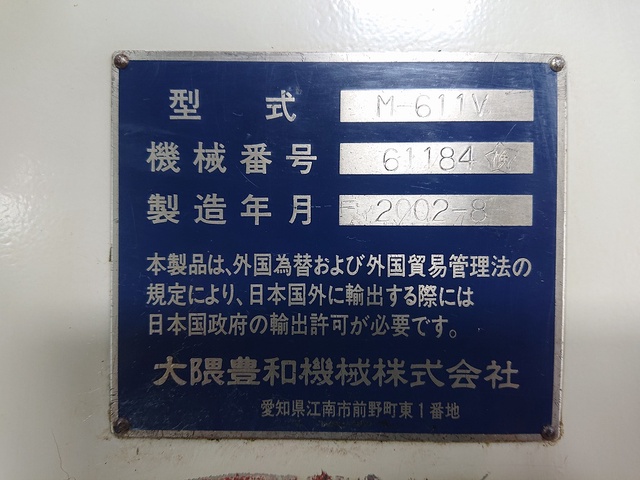 型式 M-611V
機械番号 61184 検
製造年月 2002-8
本製品は、外国為替および外国貿易管理法の
規定により、日本国外に輸出する際には
日本国政府の輸出許可が必要です。
大隈豊和機械株式会社
愛知県江南市前野町東1番地